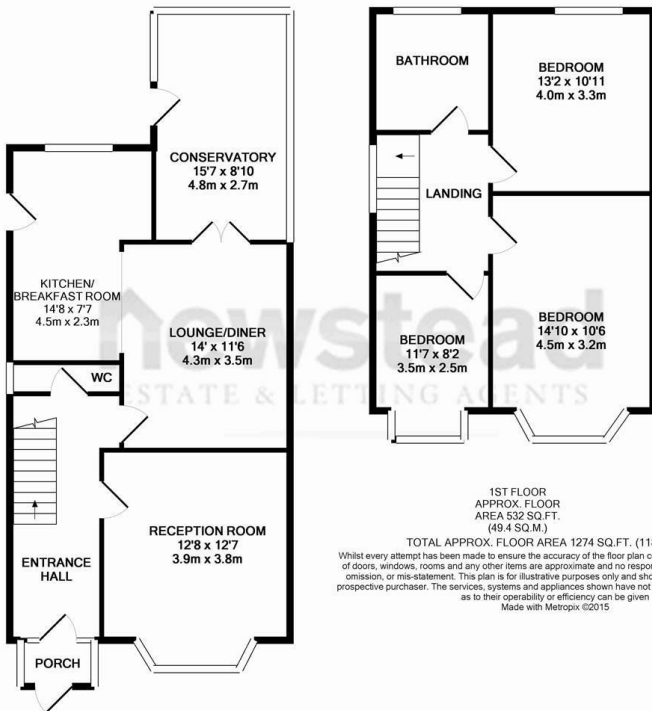 CONSERVATORY
15'7 x 8'10
4.8m x 2.7m
KITCHEN/
BREAKFAST ROOM
14'8 x 7'7
4.5m x 2.3m
LOUNGE/DINER
14' x 11'6
4.3m x 3.5m
WC
RECEPTION ROOM
12'8 x 12'7
3.9m x 3.8m
ENTRANCE
HALL
PORCH
BATHROOM
BEDROOM
13'2 x 10'11
4.0m x 3.3m
LANDING
BEDROOM
11'7 x 8'2
3.5m x 2.5m
BEDROOM
14'10 x 10'6
4.5m x 3.2m
newstead
ESTATE & LETTING AGENTS
1ST FLOOR
APPROX. FLOOR
AREA 532 SQ.FT.
(49.4 SQ.M.)
TOTAL APPROX. FLOOR AREA 1274 SQ.FT. (118
Whilst every attempt has been made to ensure the accuracy of the floor plan c
of doors, windows, rooms and any other items are approximate and no respon
omission, or mis-statement. This plan is for illustrative purposes only and sho
prospective purchaser. The services, systems and appliances shown have not
as to their operability or efficiency can be given
Made with Metropix ©2015